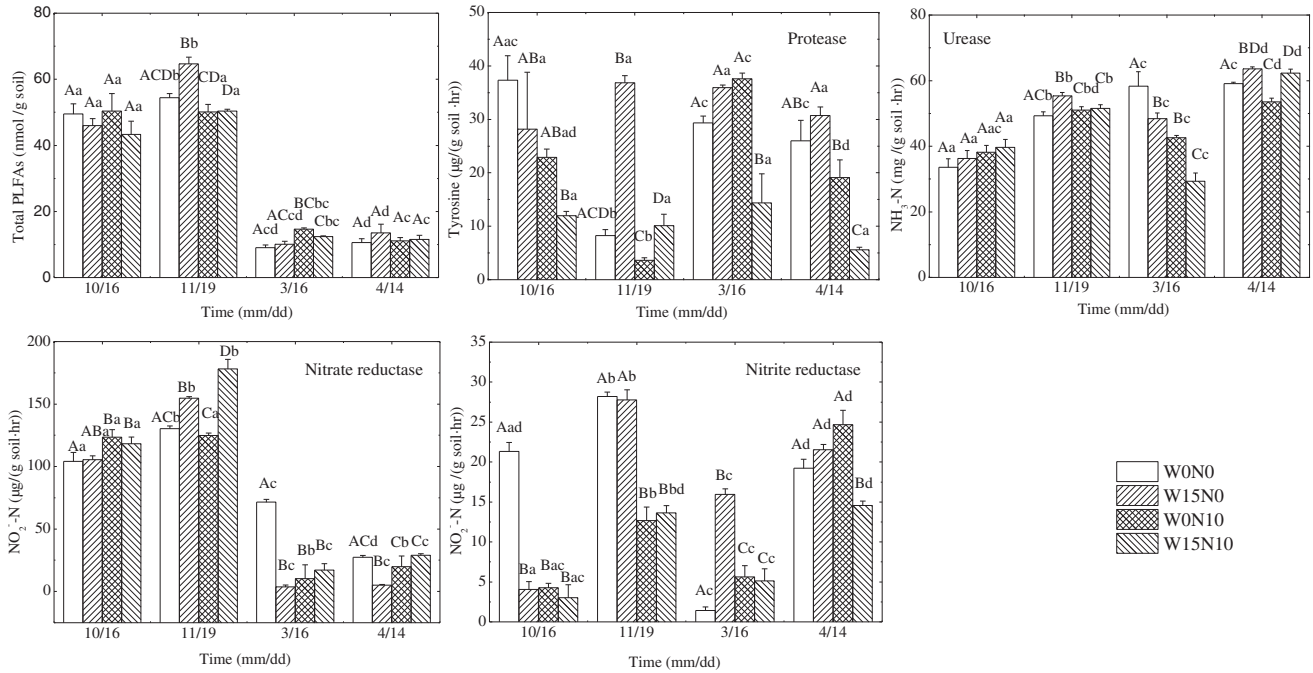 80
60
40
20
0
Total PLFAs (nmol /g soil)
Aa
Aa
Aa
Aa
ACDb
Bb
CDa
Da
Acd
ACcd
BCbc
Cbc
Ad
Ad
Ac
Ac
10/16 11/19 3/16 4/14
Time (mm/dd)
50
40
30
20
10
0
Tyrosine (μg/(g soil ·hr))
Protease
Aac
ABa
ABad
Ba
ACDb
Ba
Cb
Da
Ac
Aa
Ac
Ba
ABc
Aa
Bd
Ca
10/16 11/19 3/16 4/14
Time (mm/dd)
80
60
40
20
0
NH3-N (mg /(g soil ·hr))
Urease
Aa
Aa
Aac
Aa
ACb
Bb
Cbd
Cb
Ac
Bc
Bc
Cc
Ac
BDd
Cd
Dd
10/16 11/19 3/16 4/14
Time (mm/dd)
200
150
100
50
0
NO2⁻-N (μg/(g soil·hr))
Nitrate reductase
Aa
ABa
Ba
Ba
ACb
Bb
Ca
Db
Ac
Bc
Bb
Bc
ACd
Bc
Cb
Cc
10/16 11/19 3/16 4/14
Time (mm/dd)
35
30
25
20
15
10
5
0
NO2⁻-N (μg /(g soil·hr))
Nitrite reductase
Aad
Ba
Bac
Bac
Ab
Ab
Bb
Bbd
Ac
Bc
Cc
Cc
Ad
Ad
Ad
Bd
10/16 11/19 3/16 4/14
Time (mm/dd)
W0N0
W15N0
W0N10
W15N10